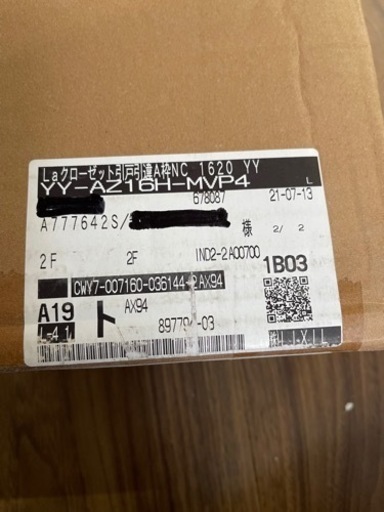 Laクローゼット引戸引違A枠NC 1620 YY
YY-AZ16H-MVP4 L
678087 21-07-13
A777642S/ 様 2/ 2
2F 2F IND2-2A00700
CWY7-007160-036144-2AX94 1B03
A19 ト AX94
L-41 8977 -03